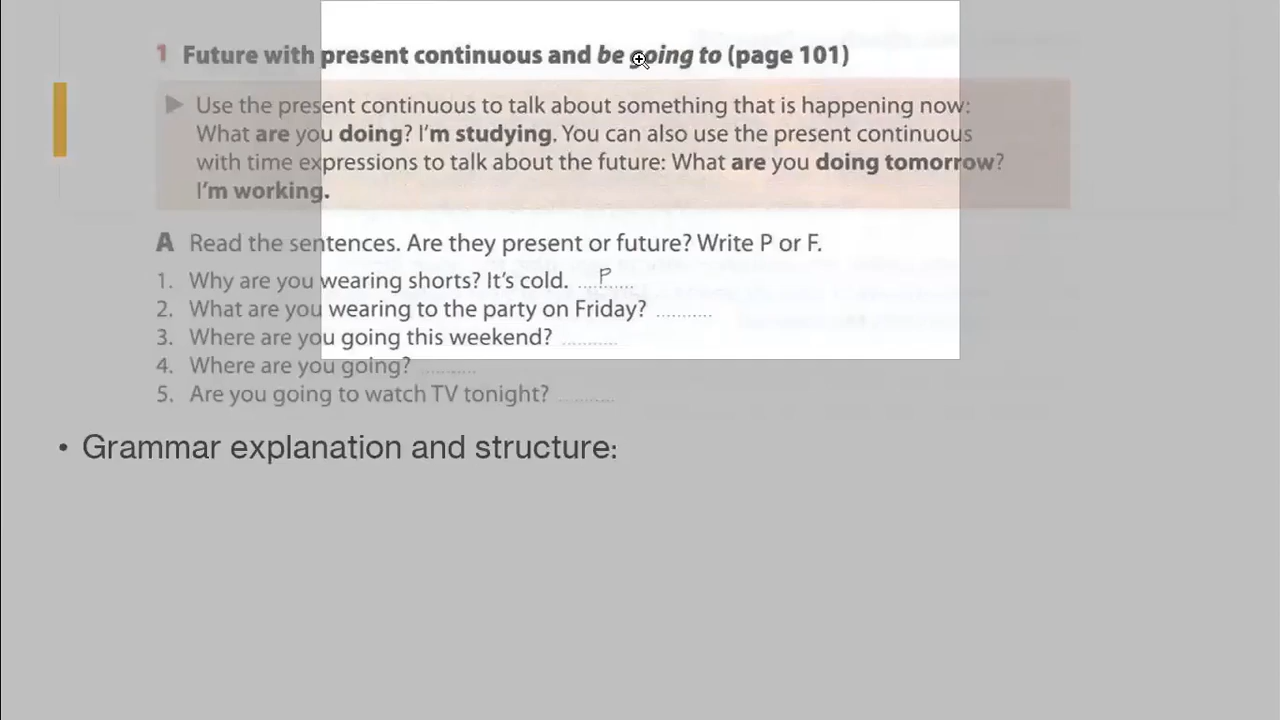 1 Future with present continuous and be going to (page 101)
▶ Use the present continuous to talk about something that is happening now:
What are you doing? I'm studying. You can also use the present continuous
with time expressions to talk about the future: What are you doing tomorrow?
I'm working.
A Read the sentences. Are they present or future? Write P or F.
1. Why are you wearing shorts? It's cold. ....P....
2. What are you wearing to the party on Friday? ..........
3. Where are you going this weekend? ..........
4. Where are you going? ..........
5. Are you going to watch TV tonight? ..........
• Grammar explanation and structure: